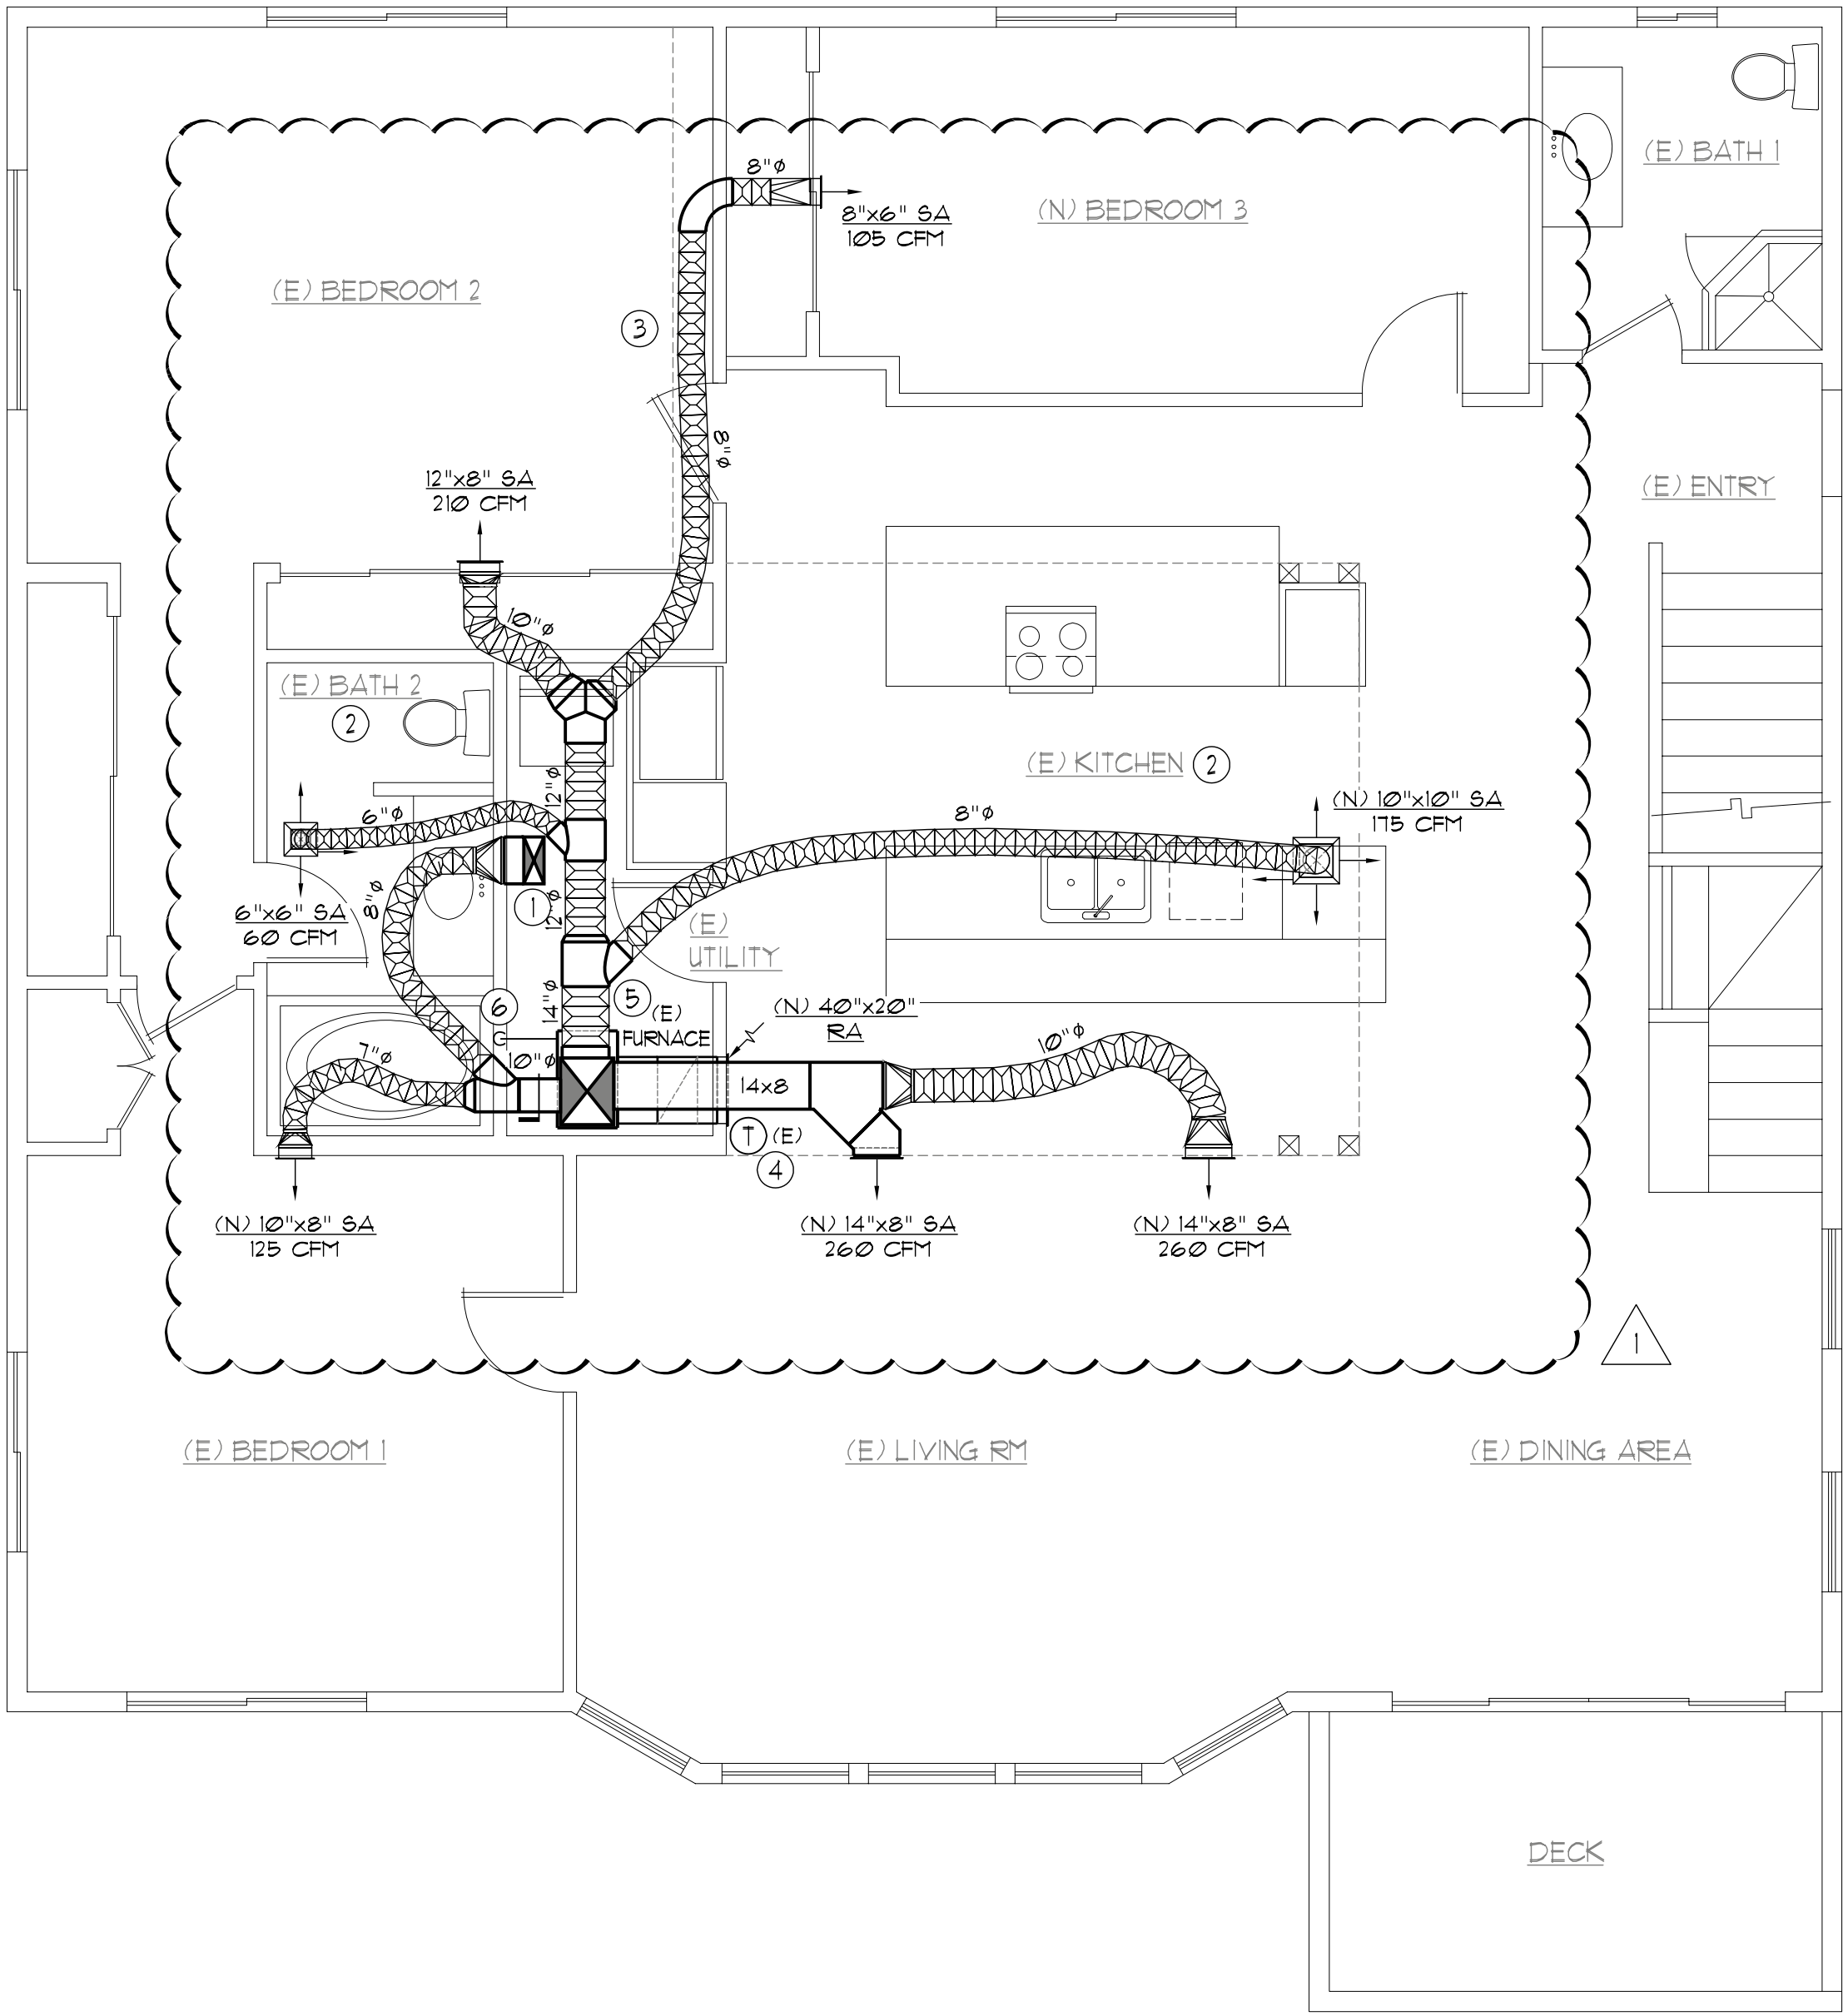 (E) BATH 1
8"ø
8"x6" SA
105 CFM
(N) BEDROOM 3
(E) BEDROOM 2
3
8"ø
12"x8" SA
210 CFM
(E) ENTRY
10"ø
(E) BATH 2
2
(E) KITCHEN
2
12"ø
6"ø
8"ø
(N) 10"x10" SA
175 CFM
8"ø
1
12"ø
6"x6" SA
60 CFM
(E)
UTILITY
6
14"ø
5
(E)
FURNACE
(N) 40"x20"
RA
G
10"ø
7"ø
10"ø
14x8
T
(E)
4
(N) 10"x8" SA
125 CFM
(N) 14"x8" SA
260 CFM
(N) 14"x8" SA
260 CFM
1
(E) BEDROOM 1
(E) LIVING RM
(E) DINING AREA
DECK